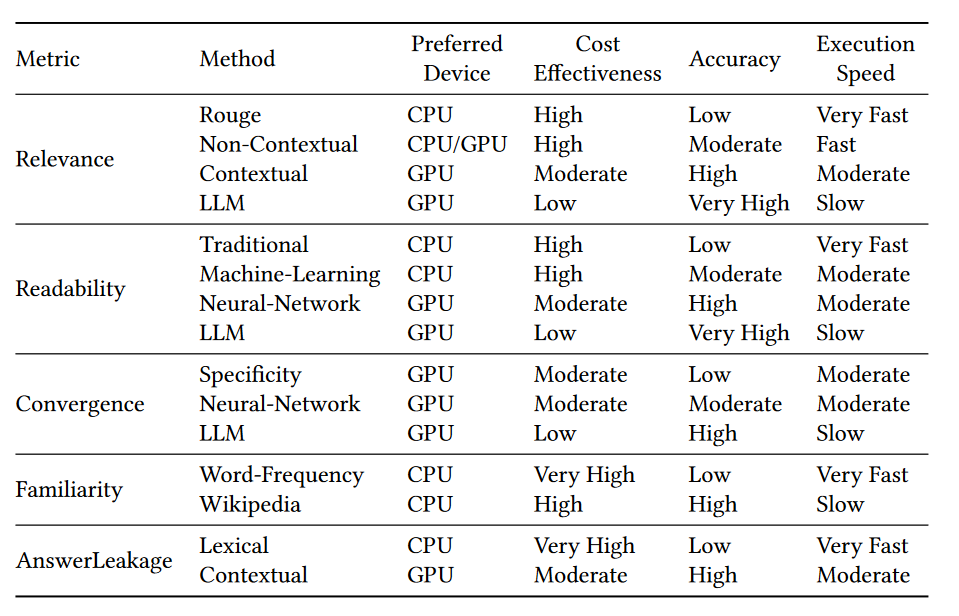 Metric Method Preferred Device Cost Effectiveness Accuracy Execution Speed
Relevance
Rouge CPU High Low Very Fast
Non-Contextual CPU/GPU High Moderate Fast
Contextual GPU Moderate High Moderate
LLM GPU Low Very High Slow
Readability
Traditional CPU High Low Very Fast
Machine-Learning CPU High Moderate Moderate
Neural-Network GPU Moderate High Moderate
LLM GPU Low Very High Slow
Convergence
Specificity GPU Moderate Low Moderate
Neural-Network GPU Moderate Moderate Moderate
LLM GPU Low High Slow
Familiarity
Word-Frequency CPU Very High Low Very Fast
Wikipedia CPU High High Slow
AnswerLeakage
Lexical CPU Very High Low Very Fast
Contextual GPU Moderate High Moderate